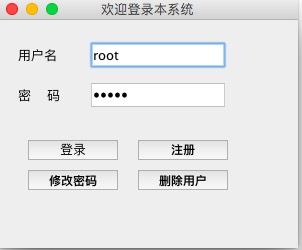 欢迎登录本系统
用户名 root
密 码 •••••
登录 注册
修改密码 删除用户